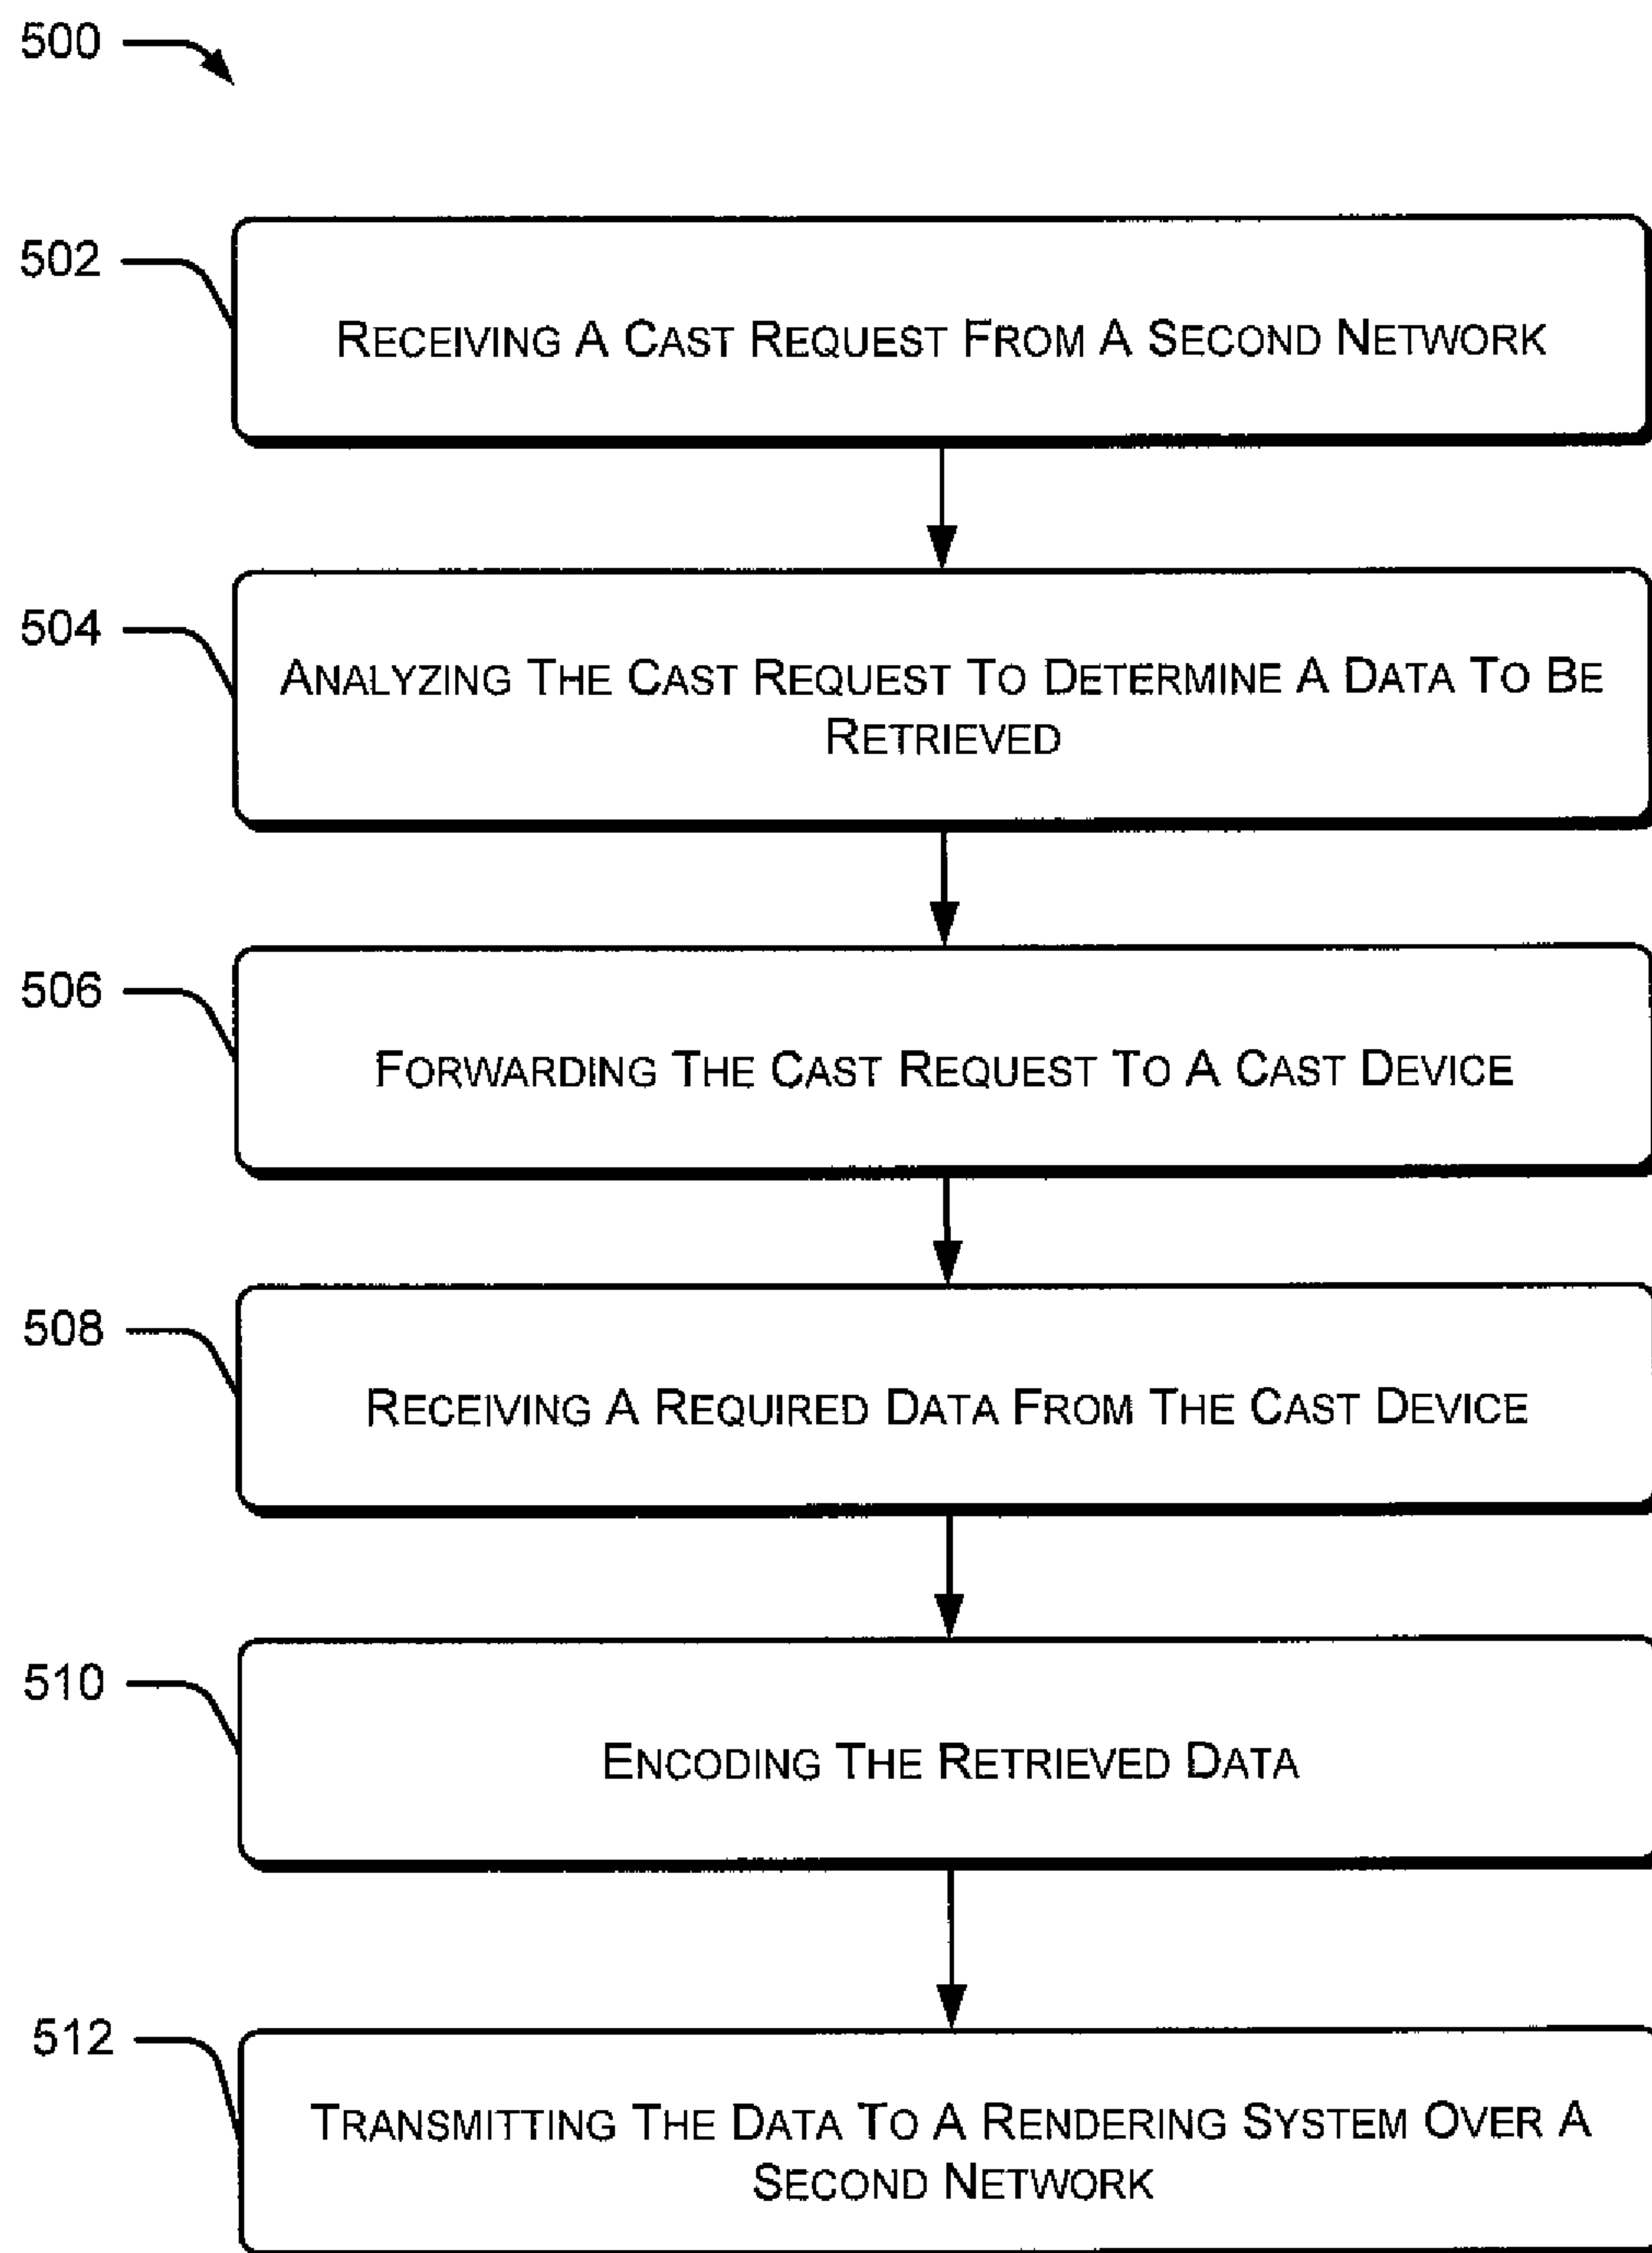 500
502
RECEIVING A CAST REQUEST FROM A SECOND NETWORK
504
ANALYZING THE CAST REQUEST TO DETERMINE A DATA TO BE
RETRIEVED
506
FORWARDING THE CAST REQUEST TO A CAST DEVICE
508
RECEIVING A REQUIRED DATA FROM THE CAST DEVICE
510
ENCODING THE RETRIEVED DATA
512
TRANSMITTING THE DATA TO A RENDERING SYSTEM OVER A
SECOND NETWORK